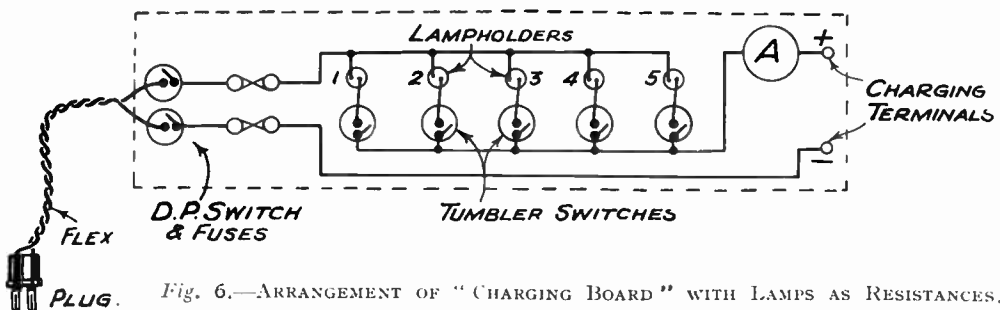 LAMPHOLDERS
1 2 3 4 5
A
+
CHARGING
TERMINALS
−
D.P. SWITCH
& FUSES
TUMBLER SWITCHES
FLEX
PLUG.
Fig. 6.—ARRANGEMENT OF "CHARGING BOARD" WITH LAMPS AS RESISTANCES.